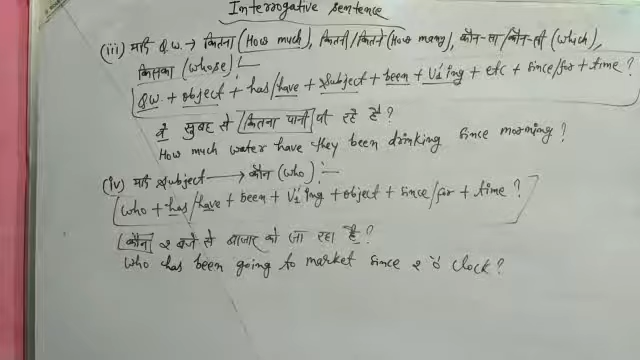 Interrogative sentence
(iii) यदि Q.W. → कितना (How much), कितनी/कितने (How many), कौन-सा/कौन-सी (which),
किसका (whose) :-
Q.W. + object + has/have + subject + been + V₁ ing + etc + since/for + time ?
वे सुबह से कितना पानी पी रहे हैं?
How much water have they been drinking since morning?
(iv) यदि subject → कौन (who) :-
who + has/have + been + V₁ ing + object + since/for + time ?
कौन २ बजे से बाजार को जा रहा है?
Who has been going to market since २ o' clock?